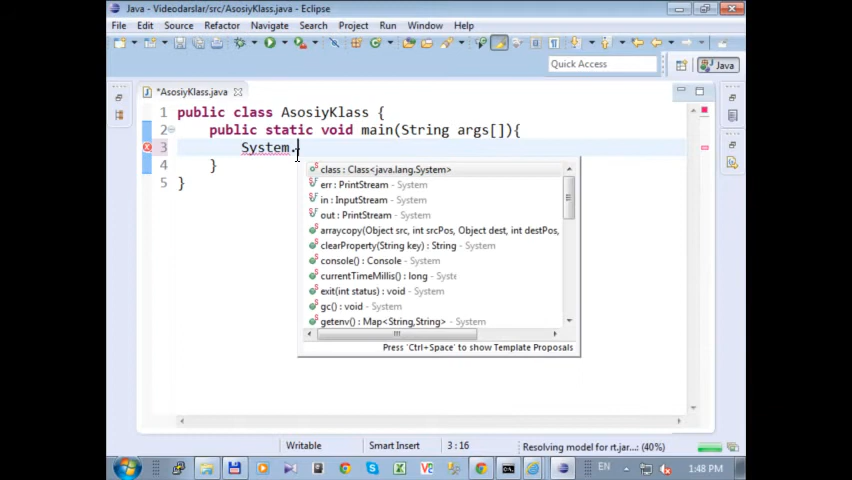 Java - Videodarslar/src/AsosiyKlass.java - Eclipse
File Edit Source Refactor Navigate Search Project Run Window Help
Quick Access
Java
*AsosiyKlass.java
1 public class AsosiyKlass {
2 public static void main(String args[]){
3 System.
4 }
5 }
class : Class<java.lang.System>
err : PrintStream - System
in : InputStream - System
out : PrintStream - System
arraycopy(Object src, int srcPos, Object dest, int destPos,
clearProperty(String key) : String - System
console() : Console - System
currentTimeMillis() : long - Syste
exit(int status) : void - System
gc() : void - System
getenv() : Map<String,String> - System
Press 'Ctrl+Space' to show Template Proposals
Writable Smart Insert 3 : 16 Resolving model for rt.jar...: (40%)
EN 1:48 PM